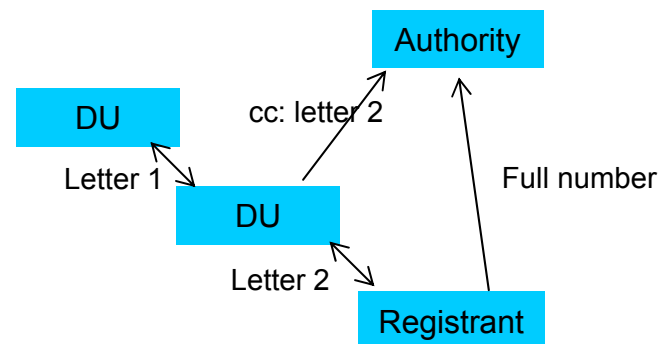 Authority
DU
cc: letter 2
Letter 1
Full number
DU
Letter 2
Registrant